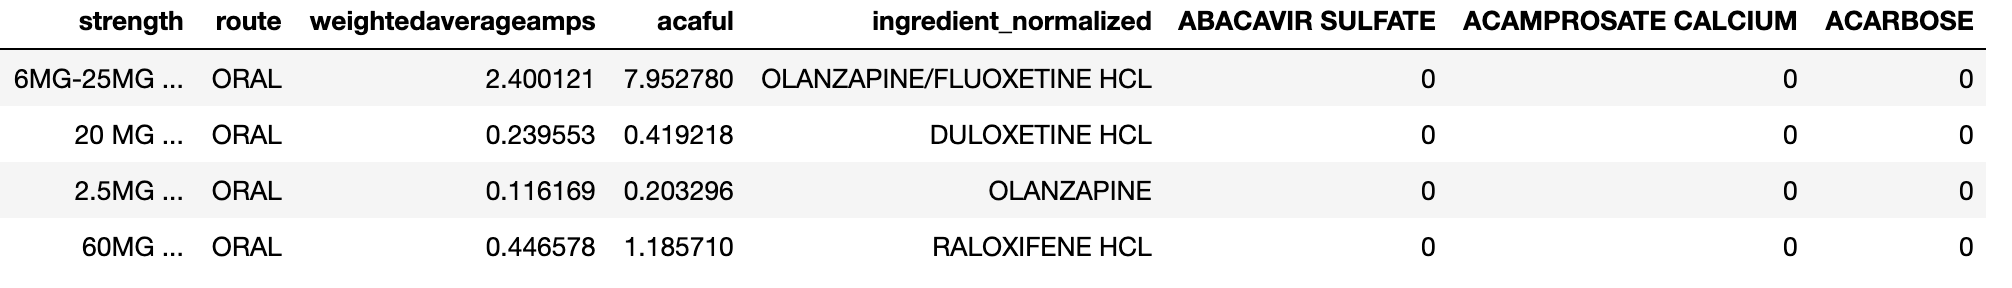 strength route weightedaverageamps acaful ingredient_normalized ABACAVIR SULFATE ACAMPROSATE CALCIUM ACARBOSE
6MG-25MG ... ORAL 2.400121 7.952780 OLANZAPINE/FLUOXETINE HCL 0 0 0
20 MG ... ORAL 0.239553 0.419218 DULOXETINE HCL 0 0 0
2.5MG ... ORAL 0.116169 0.203296 OLANZAPINE 0 0 0
60MG ... ORAL 0.446578 1.185710 RALOXIFENE HCL 0 0 0